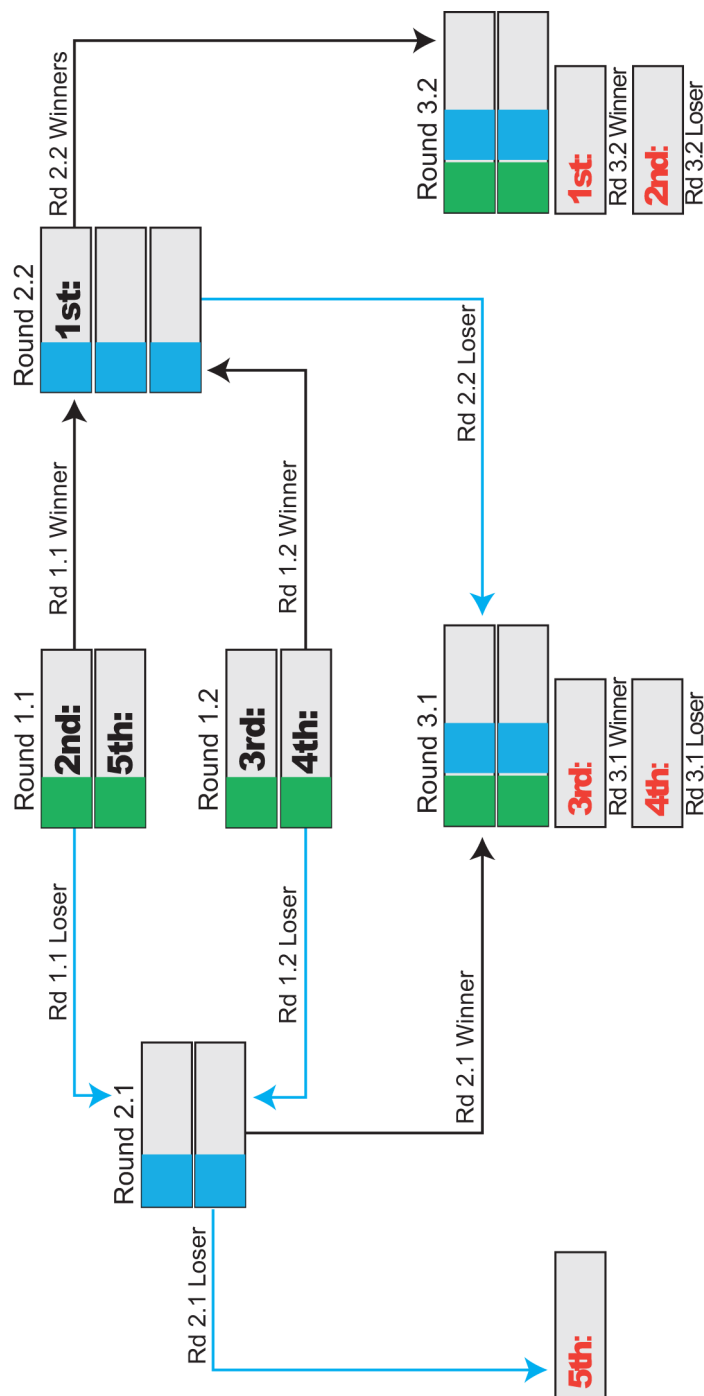 Round 1.1
2nd:
5th:
Rd 1.1 Loser
Rd 1.1 Winner
Round 1.2
3rd:
4th:
Rd 1.2 Loser
Rd 1.2 Winner
Round 2.1
Rd 2.1 Loser
Rd 2.1 Winner
Round 2.2
1st:
Rd 2.2 Winners
Rd 2.2 Loser
5th:
Round 3.1
3rd:
Rd 3.1 Winner
4th:
Rd 3.1 Loser
Round 3.2
1st:
Rd 3.2 Winner
2nd:
Rd 3.2 Loser